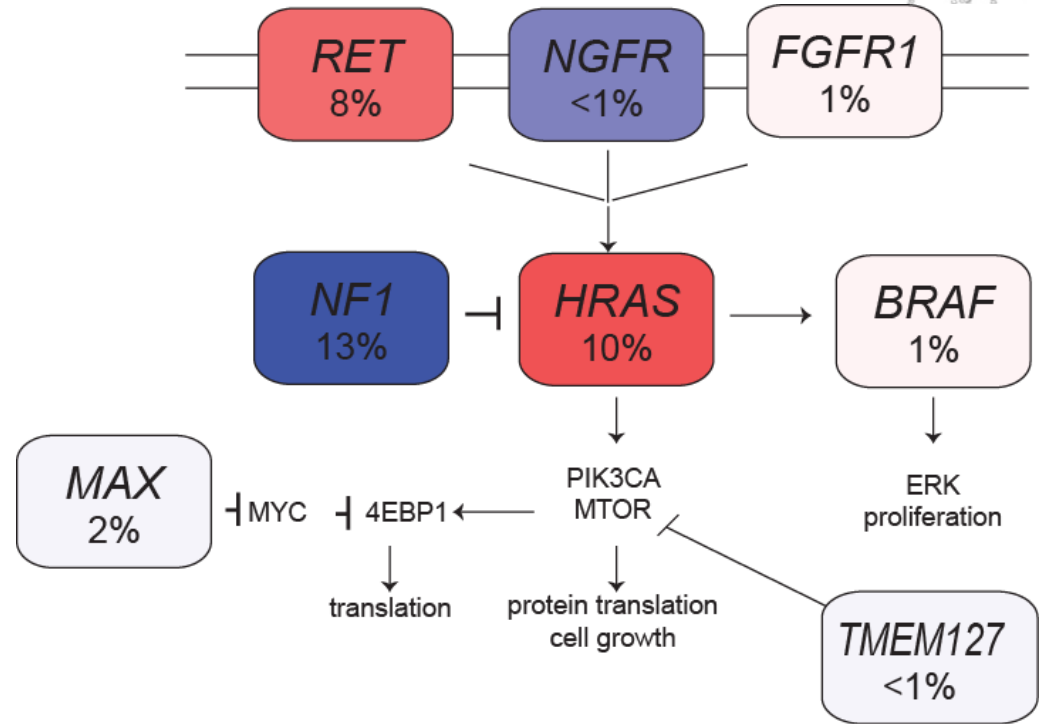 RET
8%
NGFR
<1%
FGFR1
1%
NF1
13%
HRAS
10%
BRAF
1%
MAX
2%
MYC
4EBP1
PIK3CA
MTOR
ERK
proliferation
translation
protein translation
cell growth
TMEM127
<1%